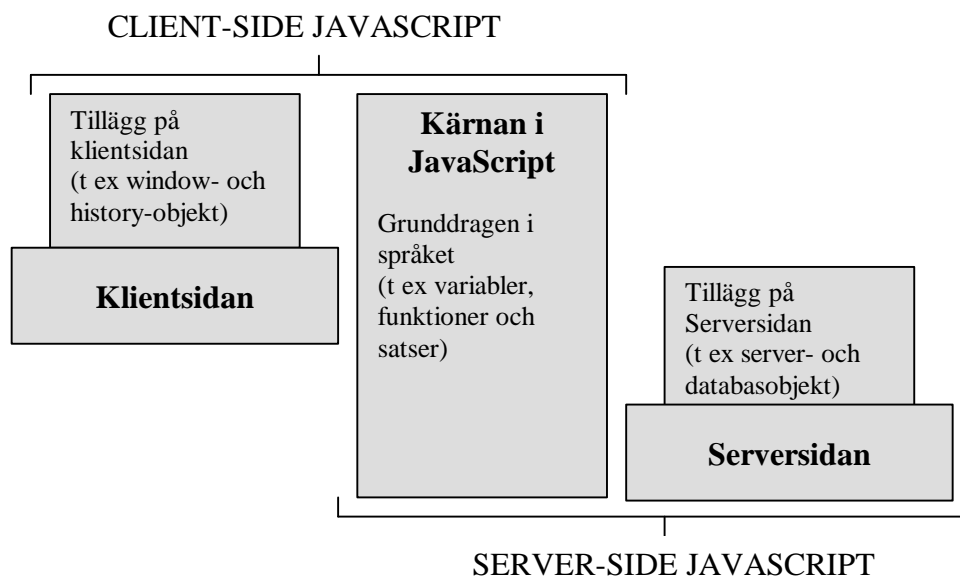 CLIENT-SIDE JAVASCRIPT
Tillägg på
klientsidan
(t ex window- och
history-objekt)
Klientsidan
Kärnan i
JavaScript
Grunddragen i
språket
(t ex variabler,
funktioner och
satser)
Tillägg på
Serversidan
(t ex server- och
databasobjekt)
Serversidan
SERVER-SIDE JAVASCRIPT